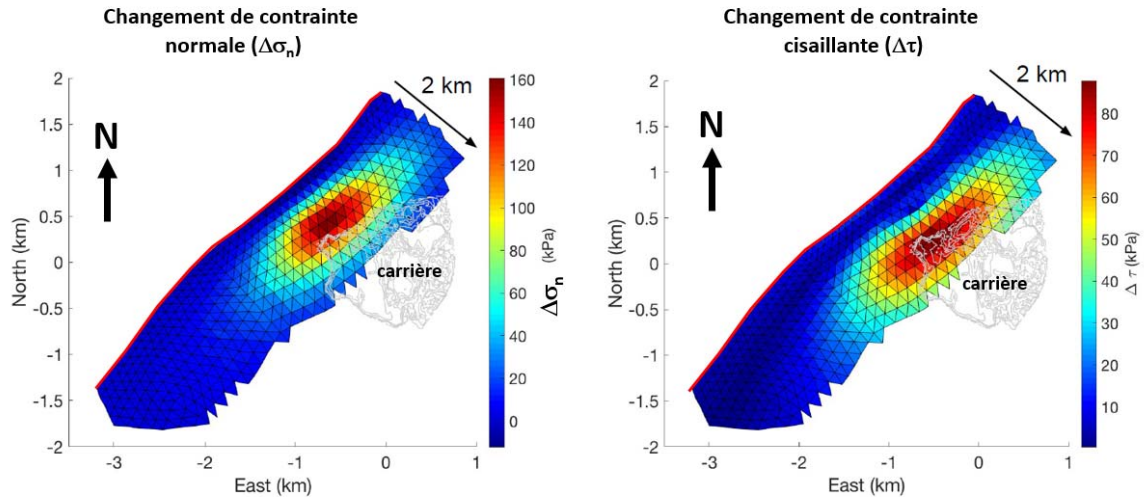 Changement de contrainte
normale (Δσn)
2 km
N
2
1.5
1
0.5
0
-0.5
-1
-1.5
-2
North (km)
-3
-2
-1
0
1
East (km)
carrière
160
140
120
100
80
60
40
20
0
Δσn (kPa)
Changement de contrainte
cisaillante (Δτ)
2 km
N
2
1.5
1
0.5
0
-0.5
-1
-1.5
-2
North (km)
-3
-2
-1
0
1
East (km)
carrière
80
70
60
50
40
30
20
10
Δ τ (kPa)